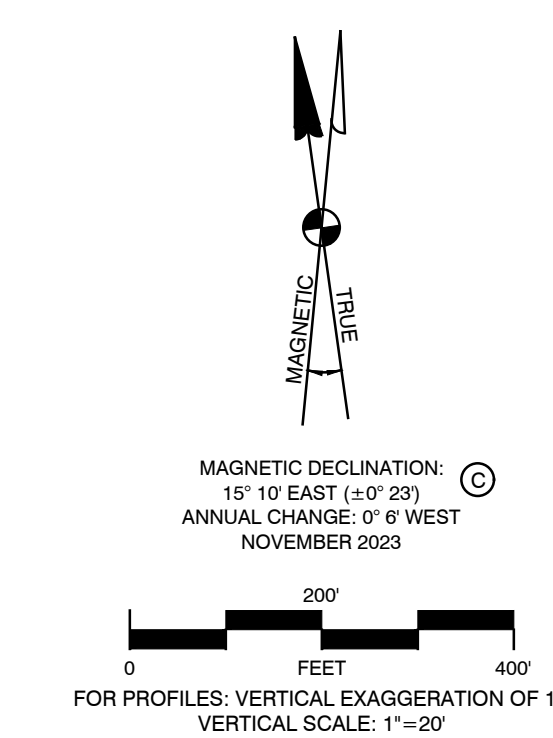 MAGNETIC
TRUE
MAGNETIC DECLINATION:
15° 10' EAST (±0° 23')
C
ANNUAL CHANGE: 0° 6' WEST
NOVEMBER 2023
200'
0
FEET
400'
FOR PROFILES: VERTICAL EXAGGERATION OF 1
VERTICAL SCALE: 1"=20'